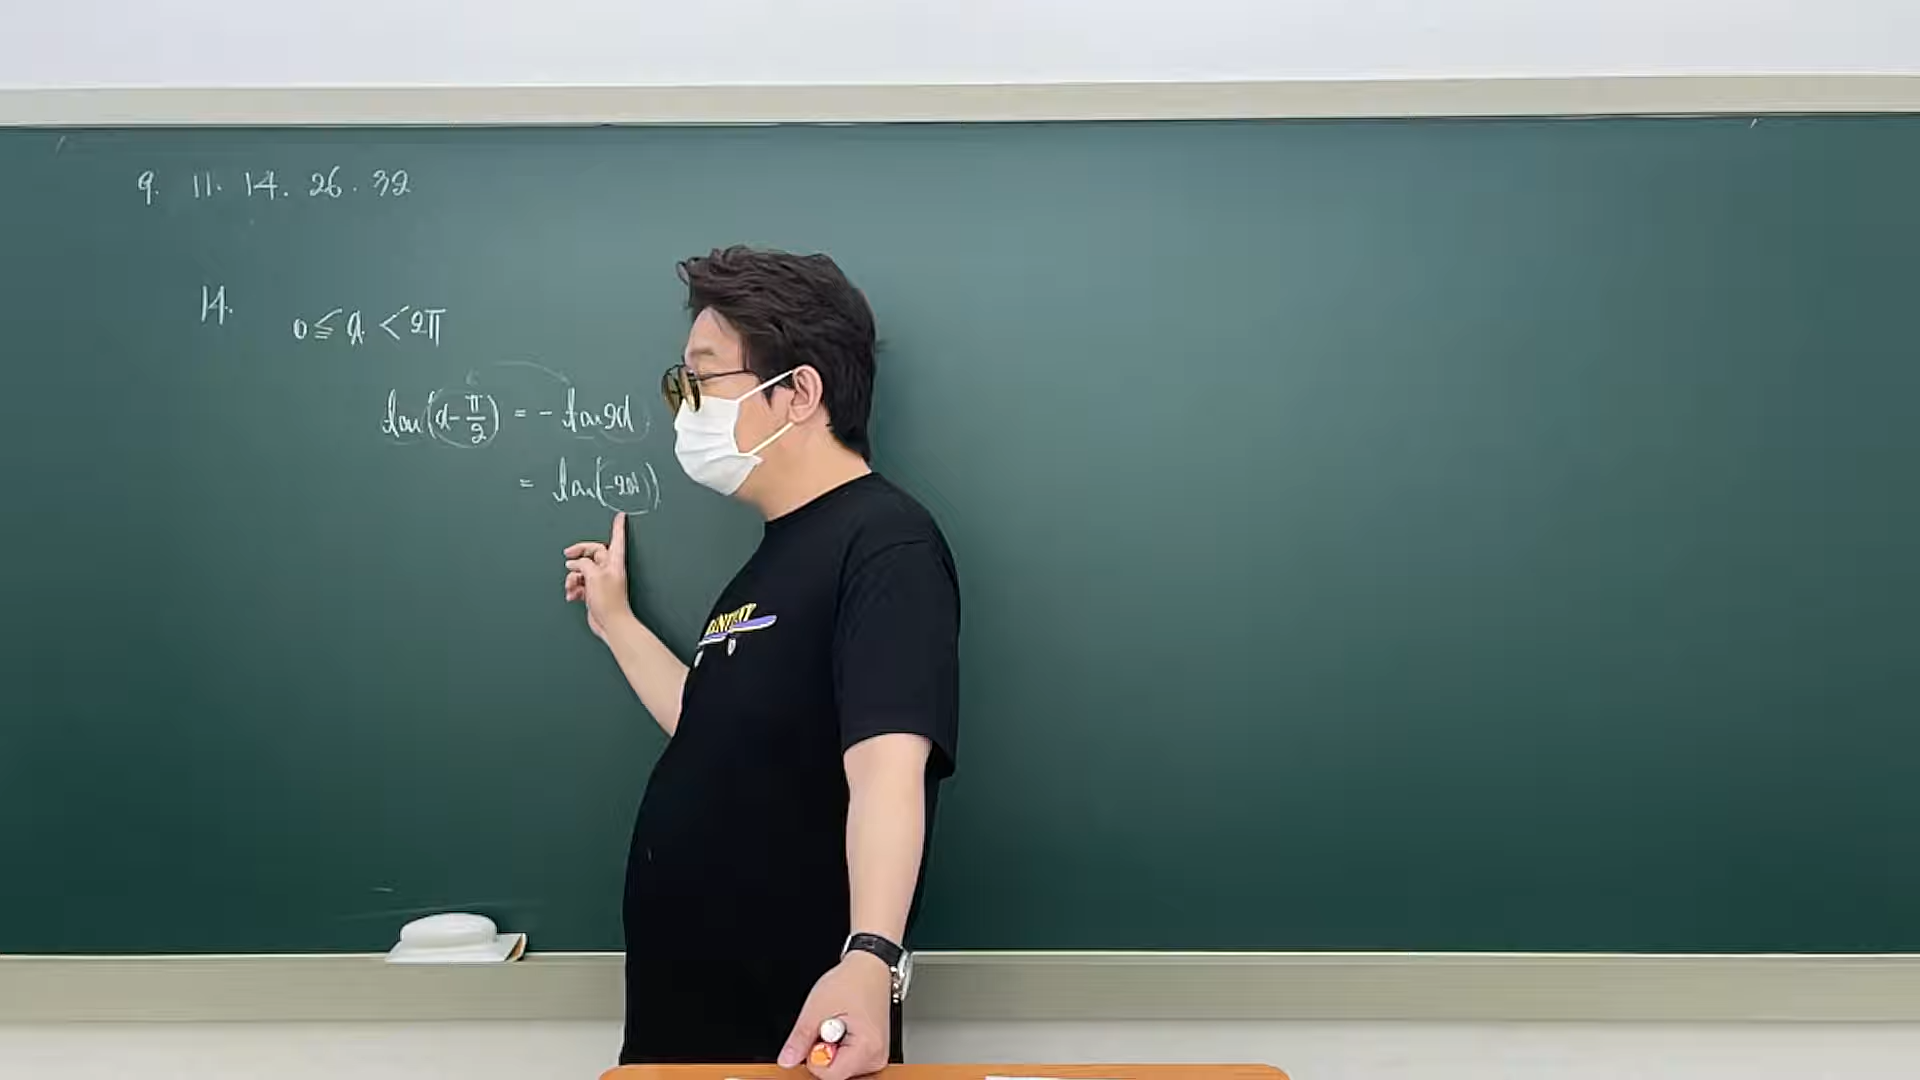 9. 11. 14. 26. 32
14.
0 ≦ α < 2π
tan(α - π/2) = - tan2α
= tan(-2α)